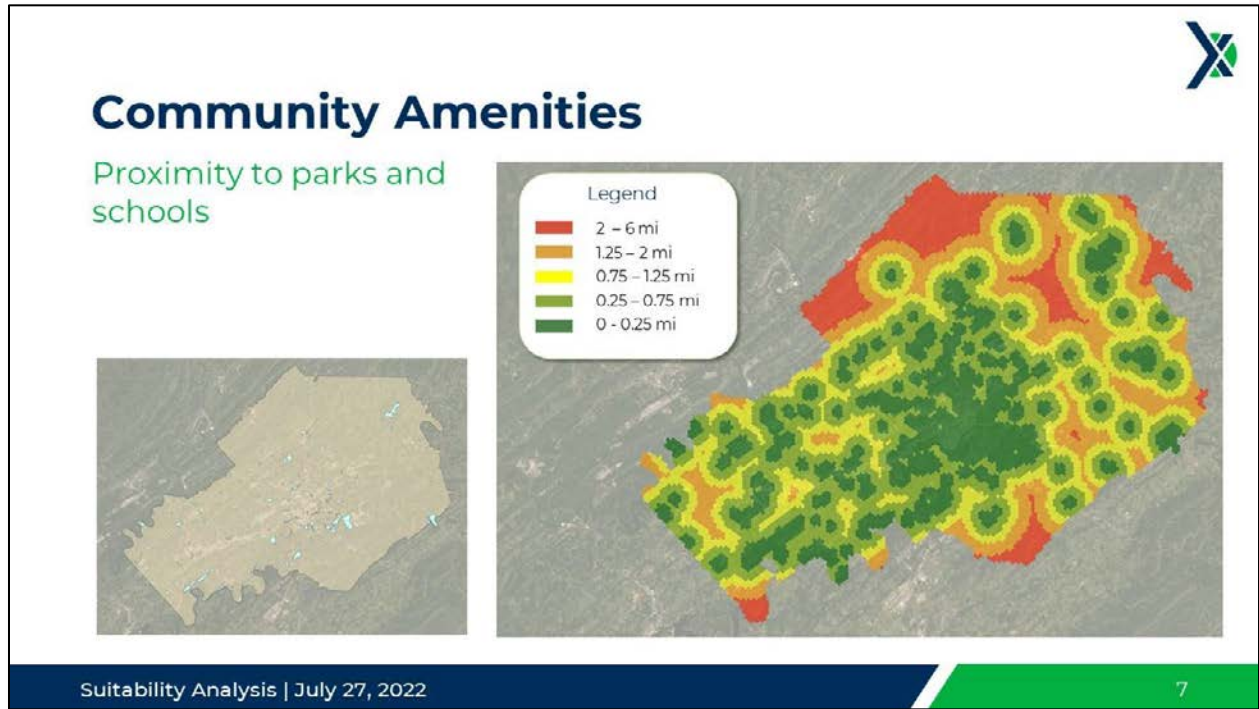 Community Amenities
Proximity to parks and
schools
Legend
2 – 6 mi
1.25 – 2 mi
0.75 – 1.25 mi
0.25 – 0.75 mi
0 - 0.25 mi
Suitability Analysis | July 27, 2022
7